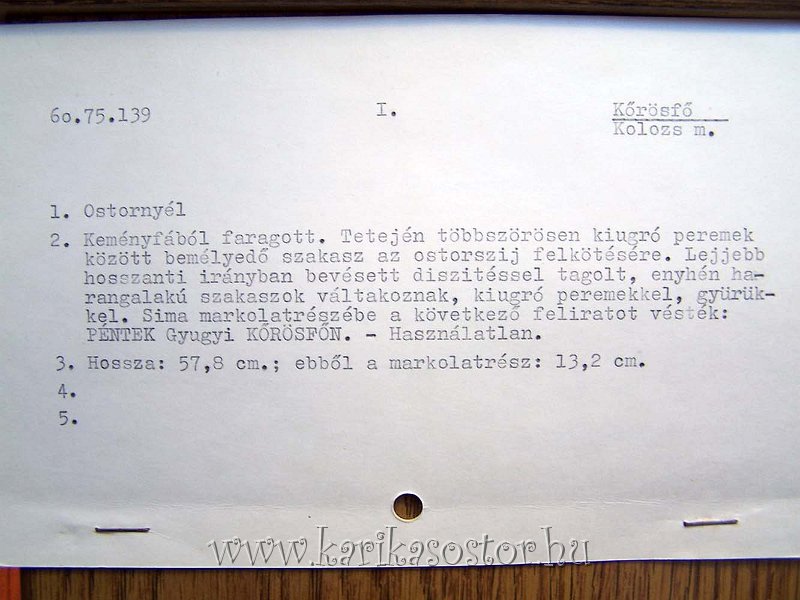 6o.75.139 I. Kőrösfő
Kolozs m.
1. Ostornyél
2. Keményfából faragott. Tetején többszörösen kiugró peremek
között bemélyedő szakasz az ostorszij felkötésére. Lejjebb
hosszanti irányban bevésett diszitéssel tagolt, enyhén ha-
rangalakú szakaszok váltakoznak, kiugró peremekkel, gyürük-
kel. Sima markolatrészébe a következő feliratot vésték:
PÉNTEK Gyugyi KŐRÖSFŐN. - Használatlan.
3. Hossza: 57,8 cm.; ebből a markolatrész: 13,2 cm.
4.
5.
www.karikasostor.hu